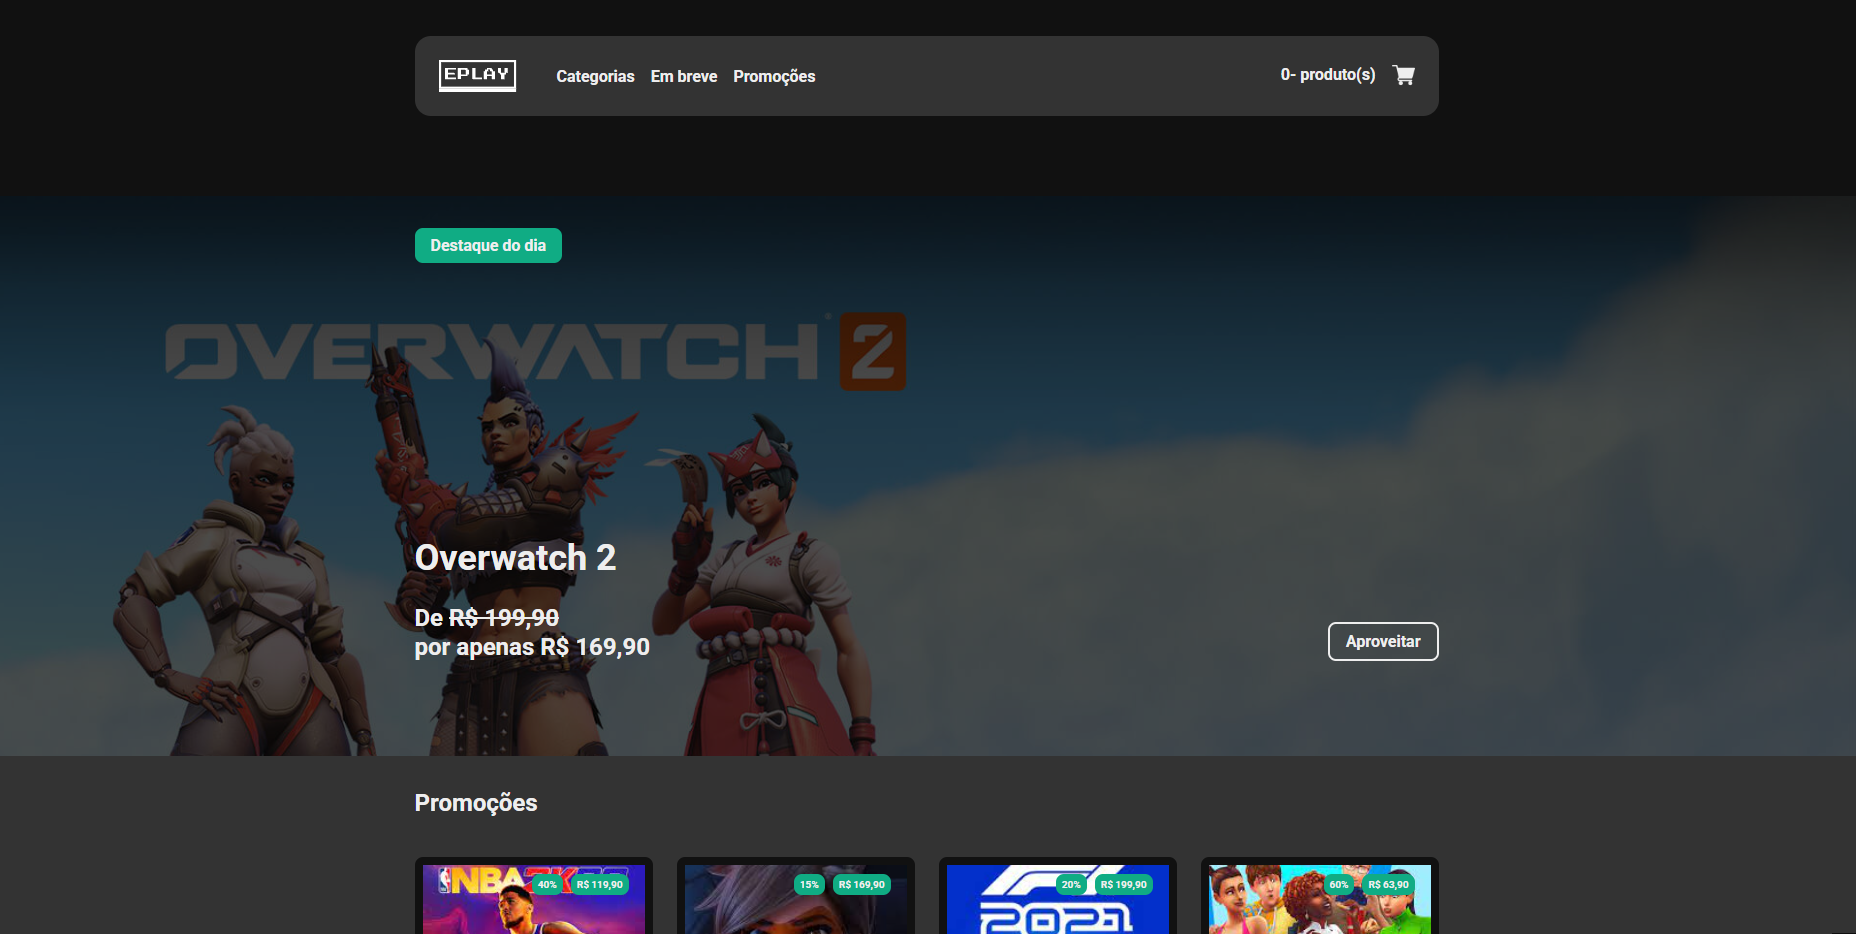 EPLAY
Categorias Em breve Promoções
0- produto(s)
Destaque do dia
OVERWATCH 2
Overwatch 2
De R$ 199,90
por apenas R$ 169,90
Aproveitar
Promoções
NBA 2K
40% R$ 119,90
15% R$ 169,90
20% R$ 199,90
2021
60% R$ 63,90